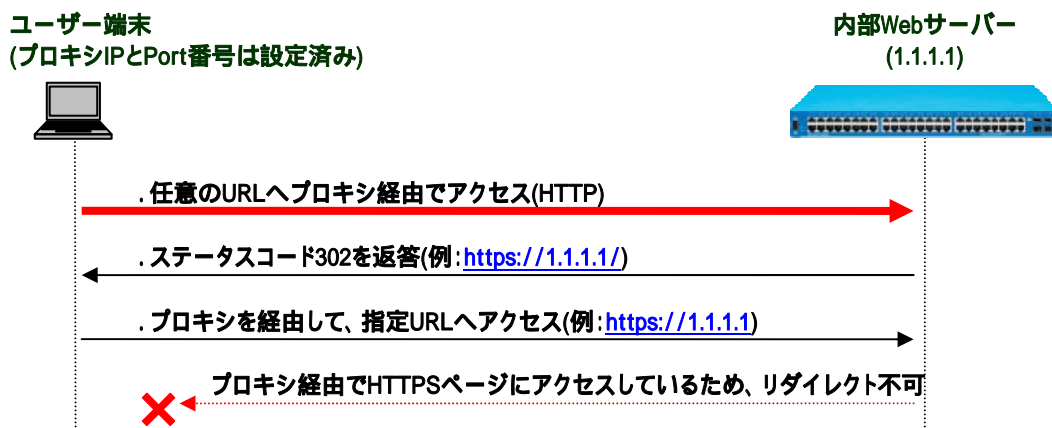 ユーザー端末
(プロキシIPとPort番号は設定済み)
内部Webサーバー
(1.1.1.1)
. 任意のURLへプロキシ経由でアクセス(HTTP)
. ステータスコード302を返答(例:https://1.1.1.1/)
. プロキシを経由して、指定URLへアクセス(例:https://1.1.1.1)
プロキシ経由でHTTPSページにアクセスしているため、リダイレクト不可